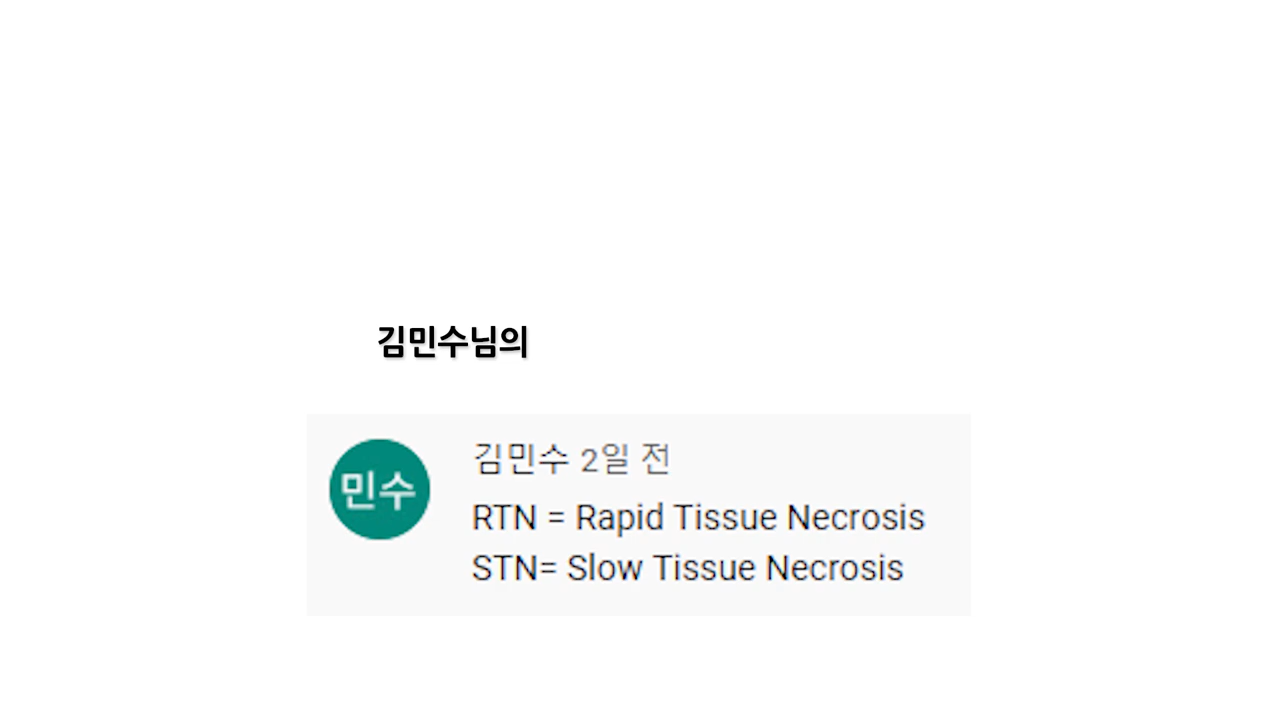 김민수님의
민수
김민수 2일 전
RTN = Rapid Tissue Necrosis
STN= Slow Tissue Necrosis